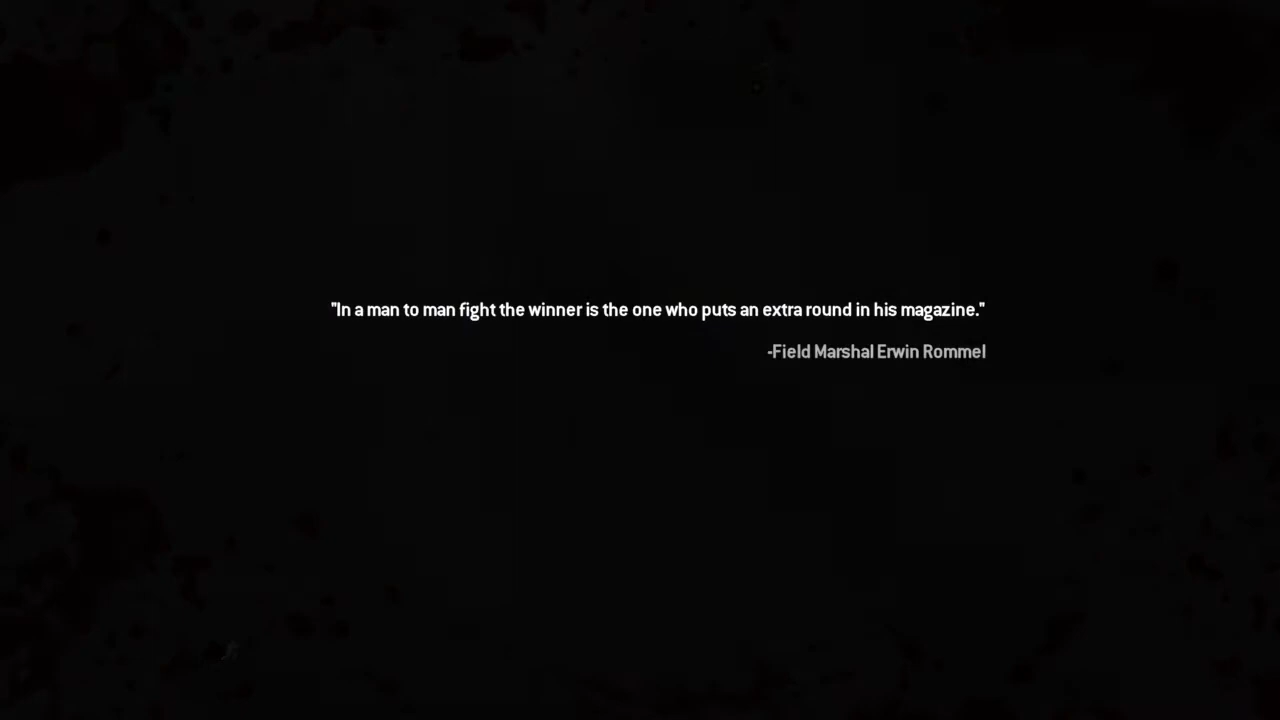 "In a man to man fight the winner is the one who puts an extra round in his magazine."
-Field Marshal Erwin Rommel